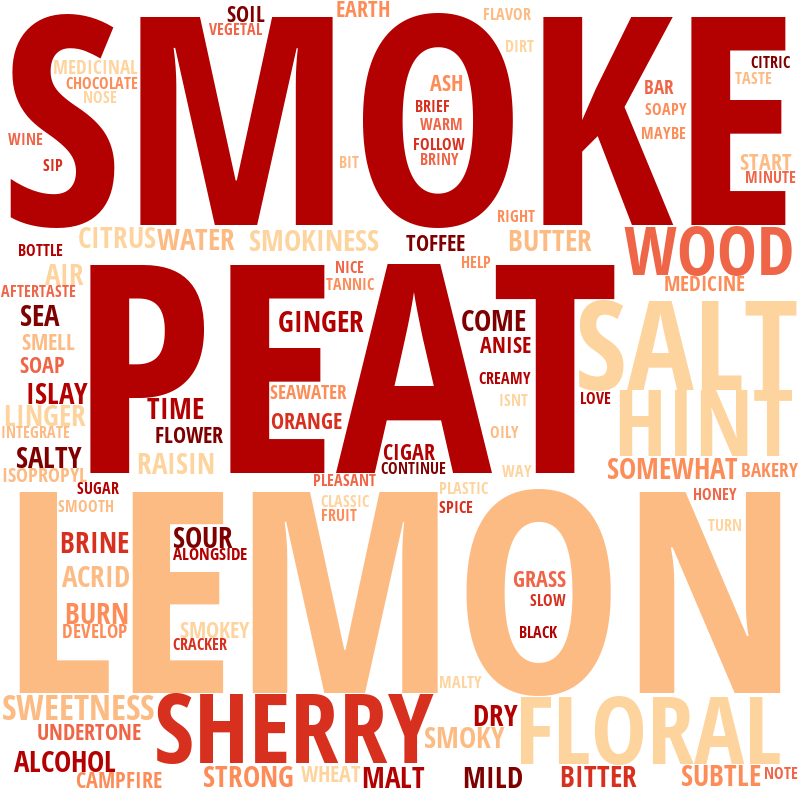 SMOKE
SOIL
EARTH
FLAVOR
VEGETAL
DIRT
MEDICINAL
CHOCOLATE
NOSE
ASH
BRIEF
WARM
FOLLOW
BRINY
BAR
SOAPY
MAYBE
CITRIC
TASTE
WINE
SIP
BIT
START
MINUTE
RIGHT
BOTTLE
CITRUS
WATER
SMOKINESS
TOFFEE
BUTTER
WOOD
HELP
NICE
TANNIC
MEDICINE
AIR
AFTERTASTE
PEAT
SEA
SMELL
SOAP
GINGER
COME
ANISE
SALT
ISLAY
LINGER
INTEGRATE
TIME
SEAWATER
ORANGE
CREAMY
ISNT
LOVE
HINT
FLOWER
OILY
SALTY
ISOPROPYL
RAISIN
CIGAR
CONTINUE
WAY
SOMEWHAT
BAKERY
SUGAR
PLEASANT
PLASTIC
HONEY
SMOOTH
CLASSIC
FRUIT
SPICE
TURN
LEMON
BRINE
SOUR
ALONGSIDE
ACRID
GRASS
SLOW
BURN
DEVELOP
SMOKEY
CRACKER
BLACK
MALTY
SWEETNESS
UNDERTONE
SHERRY
DRY
SMOKY
FLORAL
ALCOHOL
CAMPFIRE
STRONG
WHEAT
MALT
MILD
BITTER
SUBTLE
NOTE